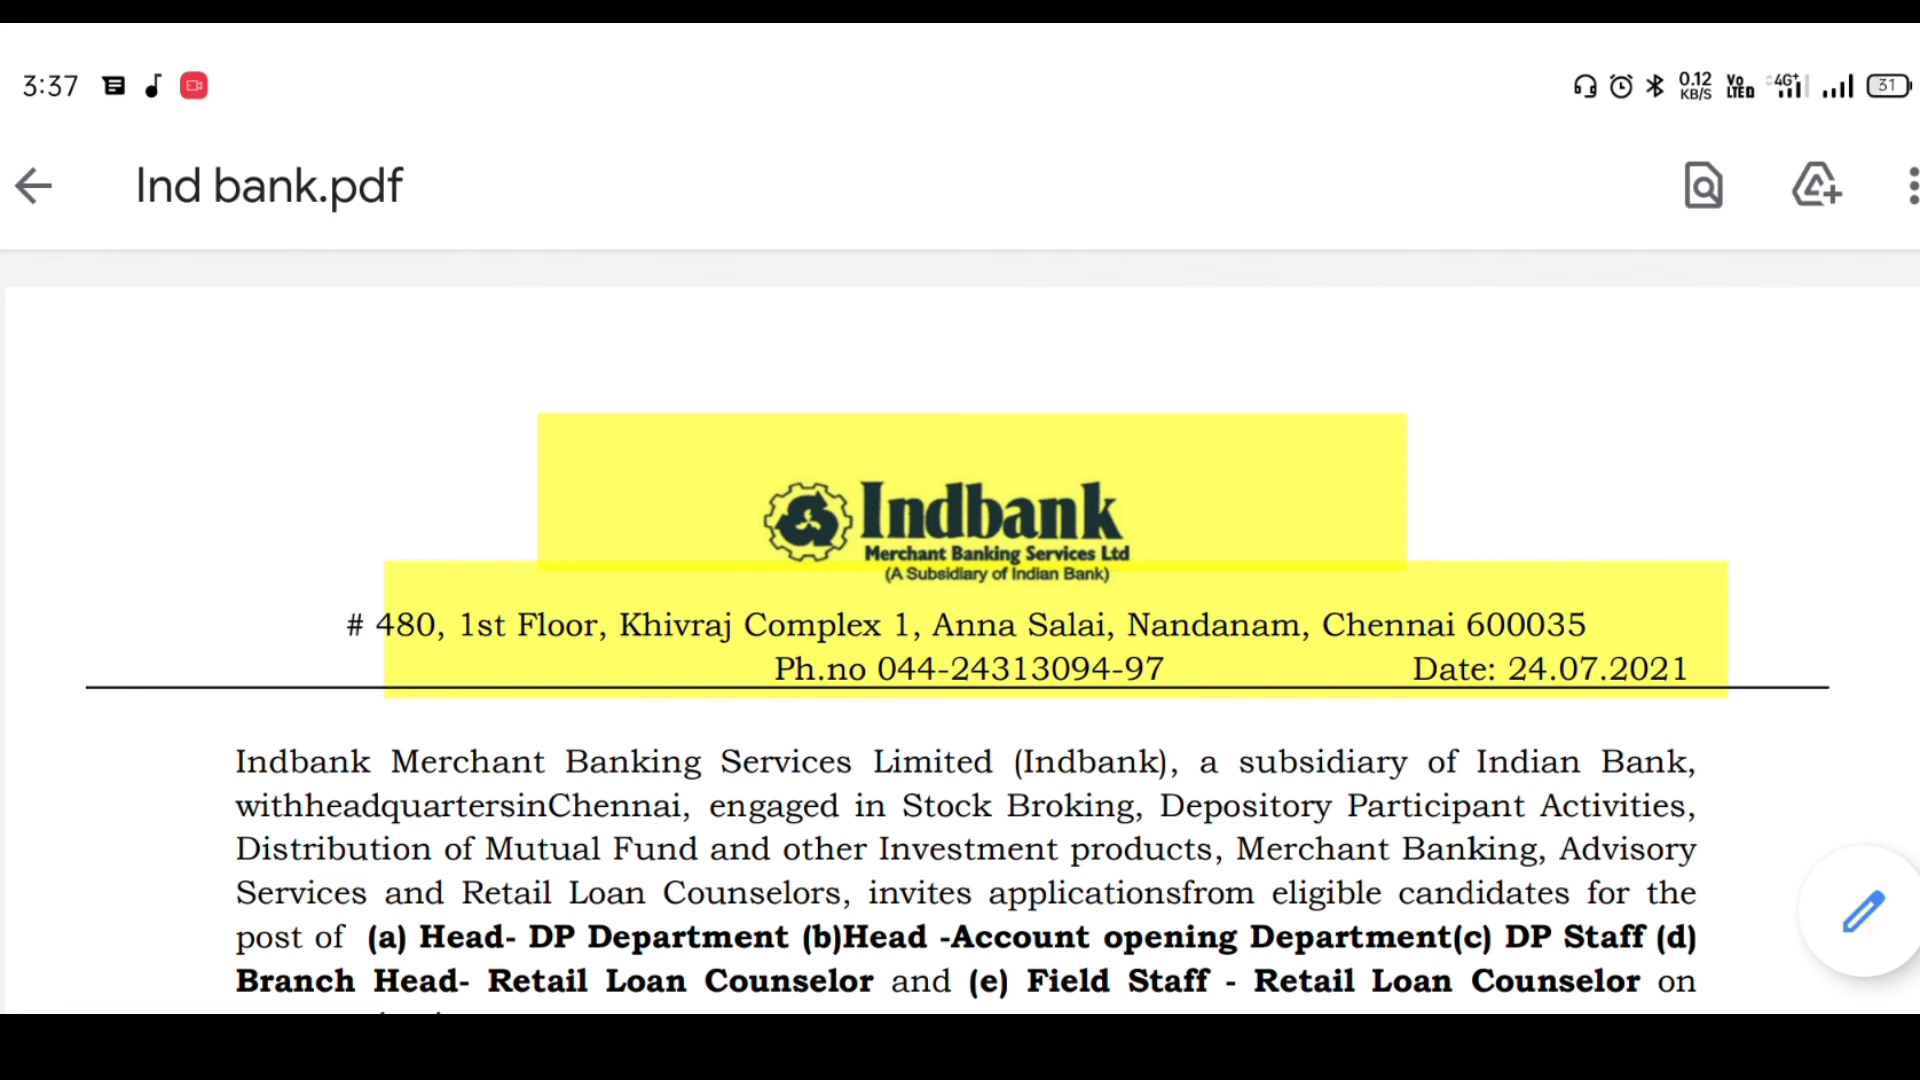 3:37 0.12 KB/S Vo LTE 4G+ 31
Ind bank.pdf
Indbank
Merchant Banking Services Ltd
(A Subsidiary of Indian Bank)
# 480, 1st Floor, Khivraj Complex 1, Anna Salai, Nandanam, Chennai 600035
Ph.no 044-24313094-97 Date: 24.07.2021
Indbank Merchant Banking Services Limited (Indbank), a subsidiary of Indian Bank,
withheadquartersinChennai, engaged in Stock Broking, Depository Participant Activities,
Distribution of Mutual Fund and other Investment products, Merchant Banking, Advisory
Services and Retail Loan Counselors, invites applicationsfrom eligible candidates for the
post of (a) Head- DP Department (b)Head -Account opening Department(c) DP Staff (d)
Branch Head- Retail Loan Counselor and (e) Field Staff - Retail Loan Counselor on